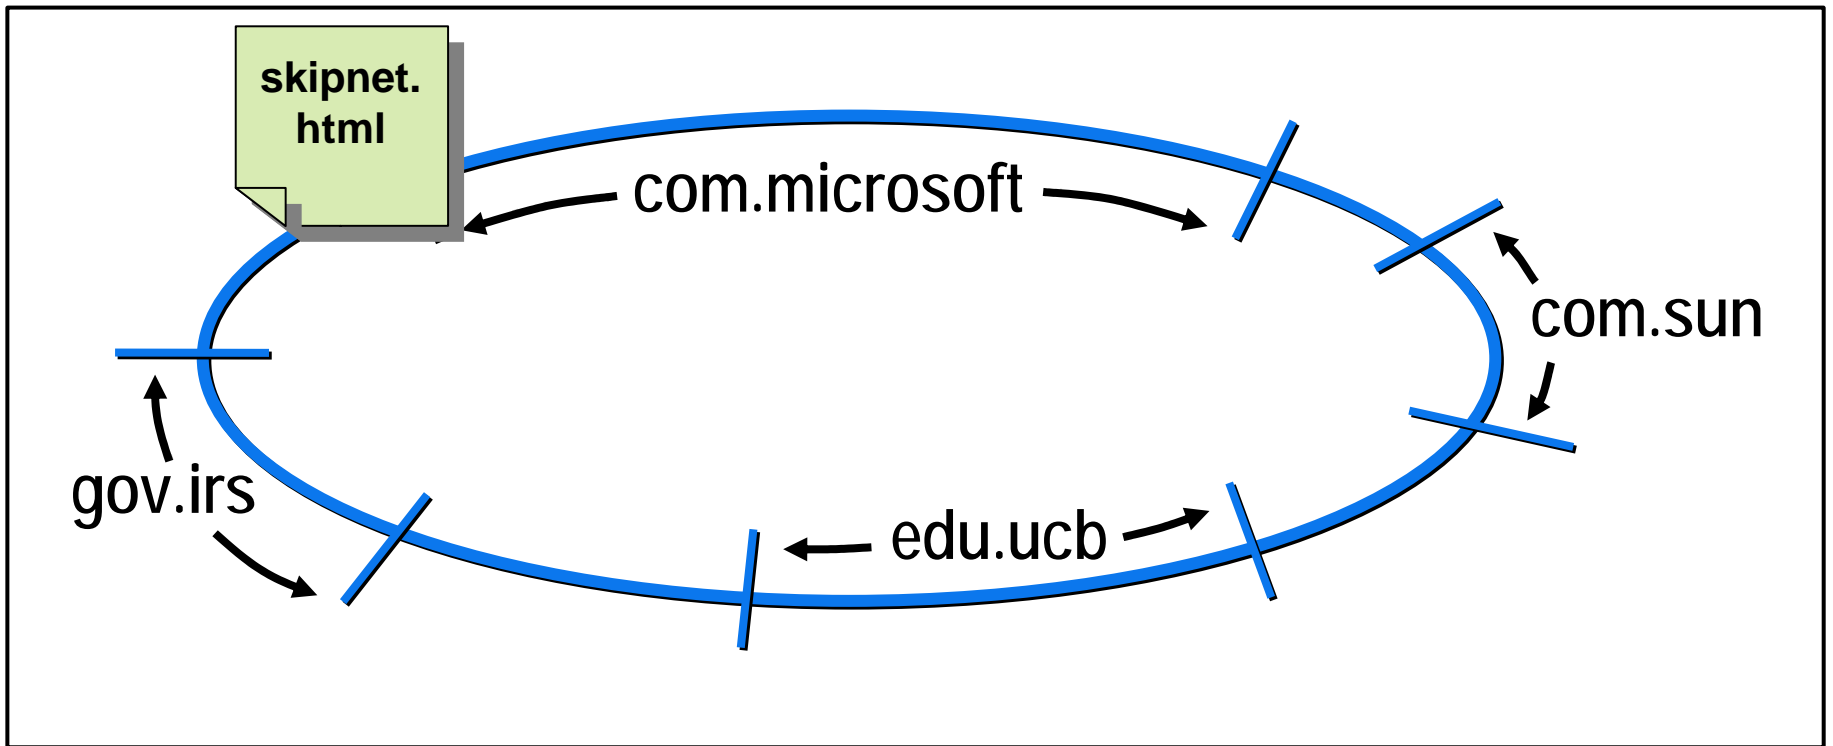 skipnet.
html
com.microsoft
com.sun
gov.irs
edu.ucb